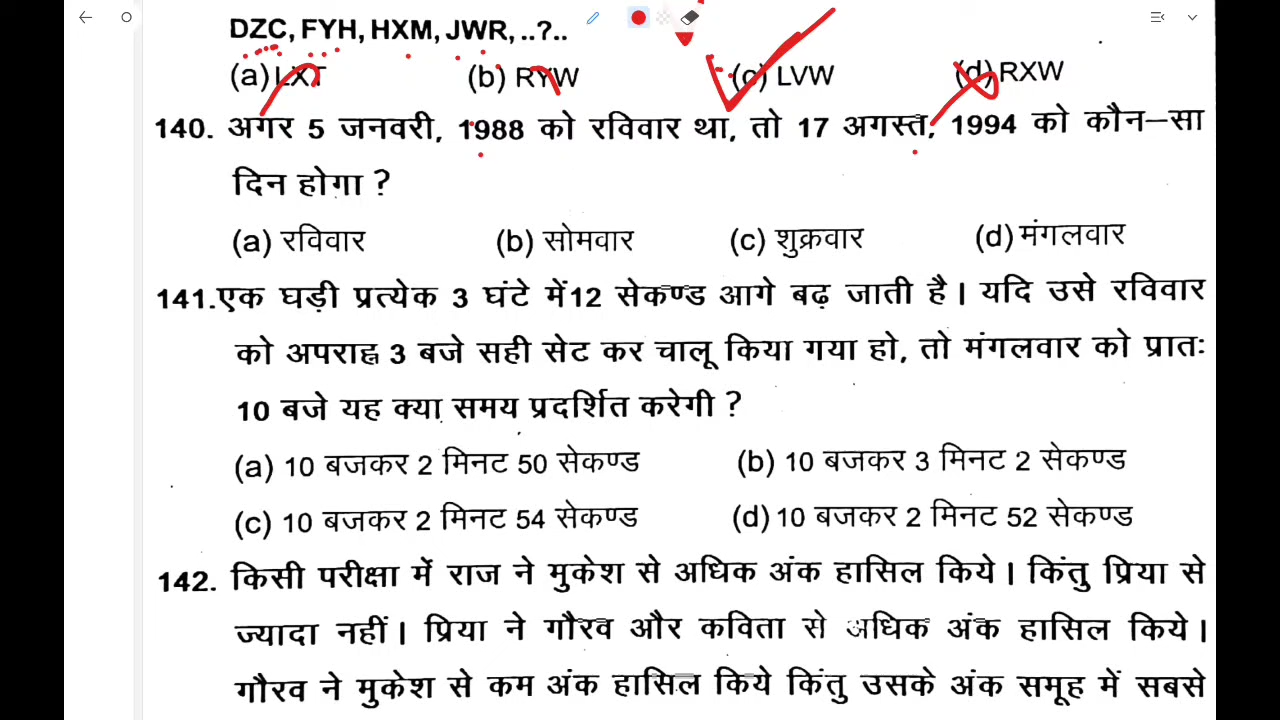 DZC, FYH, HXM, JWR, ..?..
(a) LXT (b) RYW (c) LVW (d) RXW
140. अगर 5 जनवरी, 1988 को रविवार था, तो 17 अगस्त, 1994 को कौन-सा
दिन होगा ?
(a) रविवार (b) सोमवार (c) शुक्रवार (d) मंगलवार
141. एक घड़ी प्रत्येक 3 घंटे में 12 सेकण्ड आगे बढ़ जाती है। यदि उसे रविवार
को अपराह्न 3 बजे सही सेट कर चालू किया गया हो, तो मंगलवार को प्रातः
10 बजे यह क्या समय प्रदर्शित करेगी ?
(a) 10 बजकर 2 मिनट 50 सेकण्ड (b) 10 बजकर 3 मिनट 2 सेकण्ड
(c) 10 बजकर 2 मिनट 54 सेकण्ड (d) 10 बजकर 2 मिनट 52 सेकण्ड
142. किसी परीक्षा में राज ने मुकेश से अधिक अंक हासिल किये। किंतु प्रिया से
ज्यादा नहीं। प्रिया ने गौरव और कविता से अधिक अंक हासिल किये।
गौरव ने मुकेश से कम अंक हासिल किये किंतु उसके अंक समूह में सबसे